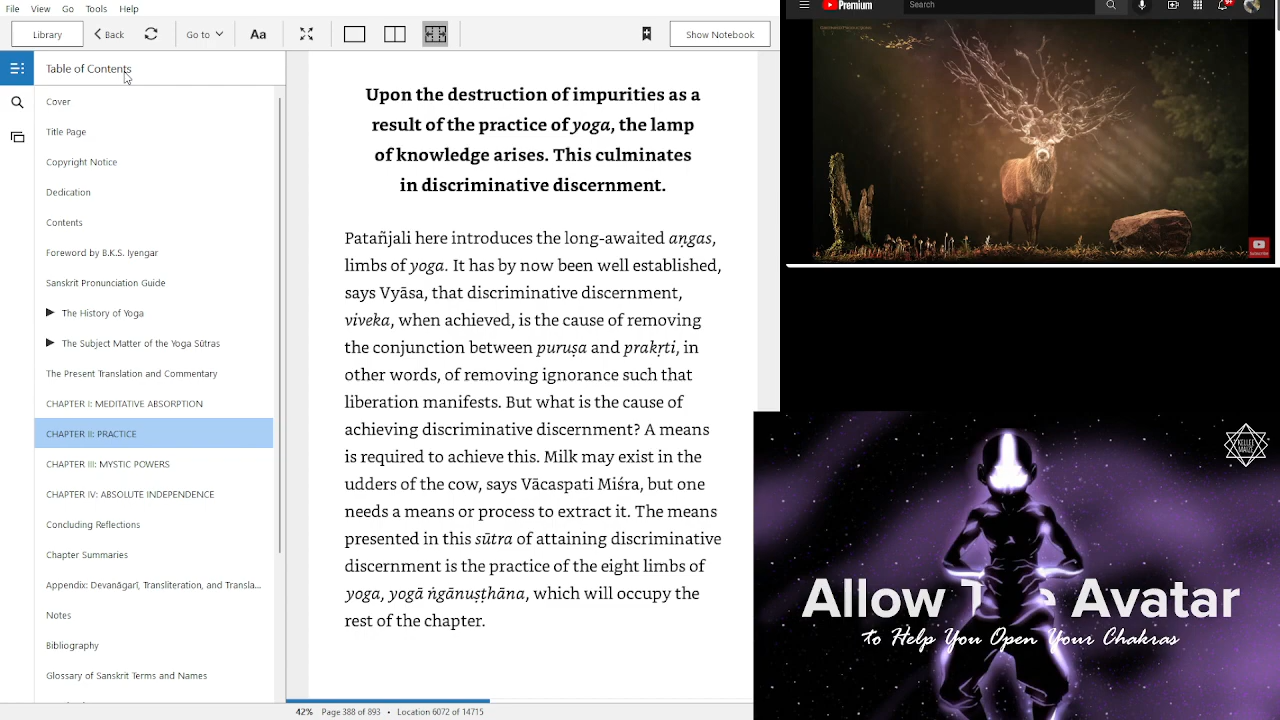 File View Go Tools Help
Library
Back
Go to
Aa
Show Notebook
Table of Contents
Cover
Title Page
Copyright Notice
Dedication
Contents
Foreword by B.K.S. Iyengar
Sanskrit Pronunciation Guide
The History of Yoga
The Subject Matter of the Yoga Sūtras
The Present Translation and Commentary
CHAPTER I: MEDITATIVE ABSORPTION
CHAPTER II: PRACTICE
CHAPTER III: MYSTIC POWERS
CHAPTER IV: ABSOLUTE INDEPENDENCE
Concluding Reflections
Chapter Summaries
Appendix: Devanāgarī, Transliteration, and Transla...
Notes
Bibliography
Glossary of Sanskrit Terms and Names
Upon the destruction of impurities as a
result of the practice of yoga, the lamp
of knowledge arises. This culminates
in discriminative discernment.
Patañjali here introduces the long-awaited aṇgas,
limbs of yoga. It has by now been well established,
says Vyāsa, that discriminative discernment,
viveka, when achieved, is the cause of removing
the conjunction between puruṣa and prakṛti, in
other words, of removing ignorance such that
liberation manifests. But what is the cause of
achieving discriminative discernment? A means
is required to achieve this. Milk may exist in the
udders of the cow, says Vācaspati Miśra, but one
needs a means or process to extract it. The means
presented in this sūtra of attaining discriminative
discernment is the practice of the eight limbs of
yoga, yogā ṅgānuṣṭhāna, which will occupy the
rest of the chapter.
42% Page 388 of 893 • Location 6072 of 14715
Premium
Search
9+
Subscribe
Allow The Avatar
to Help You Open Your Chakras